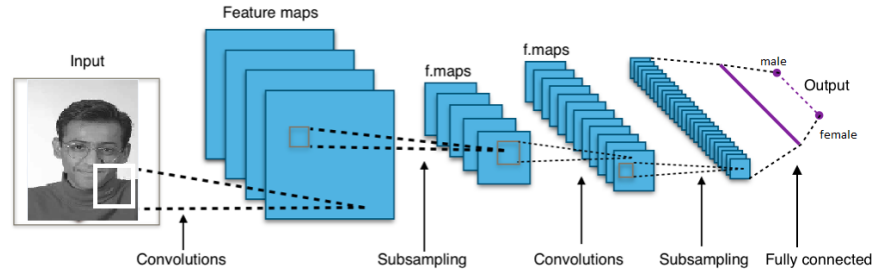 Feature maps
Input
f.maps
f.maps
male
Output
female
Convolutions
Subsampling
Convolutions
Subsampling
Fully connected